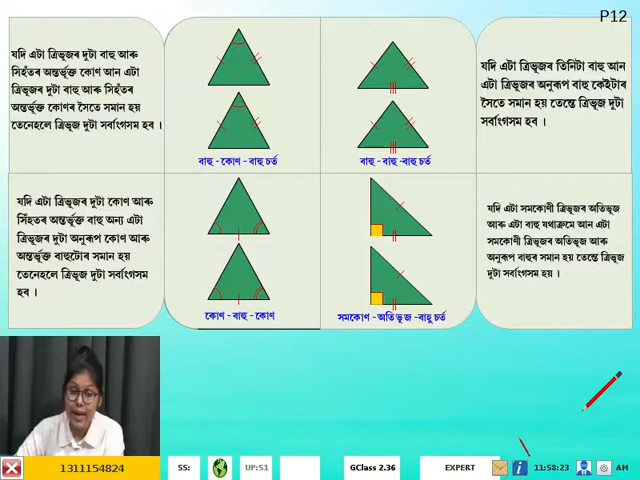 P12
যদি এটা ত্ৰিভূজৰ দুটা বাহু আৰু
সিহঁতৰ অন্তৰ্ভূক্ত কোণ আন এটা
ত্ৰিভূজৰ দুটা বাহু আৰু সিহঁতৰ
অন্তৰ্ভূক্ত কোণৰ সৈতে সমান হয়
তেনেহলে ত্ৰিভূজ দুটা সৰ্বাংগসম হব ।
বাহু - কোণ - বাহু চৰ্ত
বাহু - বাহু -বাহু চৰ্ত
যদি এটা ত্ৰিভূজৰ তিনিটা বাহু আন
এটা ত্ৰিভূজৰ অনুৰূপ বাহু কেইটাৰ
সৈতে সমান হয় তেন্তে ত্ৰিভূজ দুটা
সৰ্বাংগসম হব ।
যদি এটা ত্ৰিভূজৰ দুটা কোণ আৰু
সিঁহতৰ অন্তৰ্ভূক্ত বাহু অন্য এটা
ত্ৰিভূজৰ দুটা অনুৰূপ কোণ আৰু
অন্তৰ্ভূক্ত বাহুটোৰ সমান হয়
তেনেহলে ত্ৰিভূজ দুটা সৰ্বাংগসম
হব ।
কোণ - বাহু - কোণ
সমকোণ -অতিভূজ -বাহু চৰ্ত
যদি এটা সমকোণী ত্ৰিভূজৰ অতিভূজ
আৰু এটা বাহু যথাক্ৰমে আন এটা
সমকোণী ত্ৰিভূজৰ অতিভূজ আৰু
অনুৰূপ বাহুৰ সমান হয় তেন্তে ত্ৰিভূজ
দুটা সৰ্বাংগসম হয় ।
1311154824
SS:
UP:51
GClass 2.36
EXPERT
11:58:23
AM